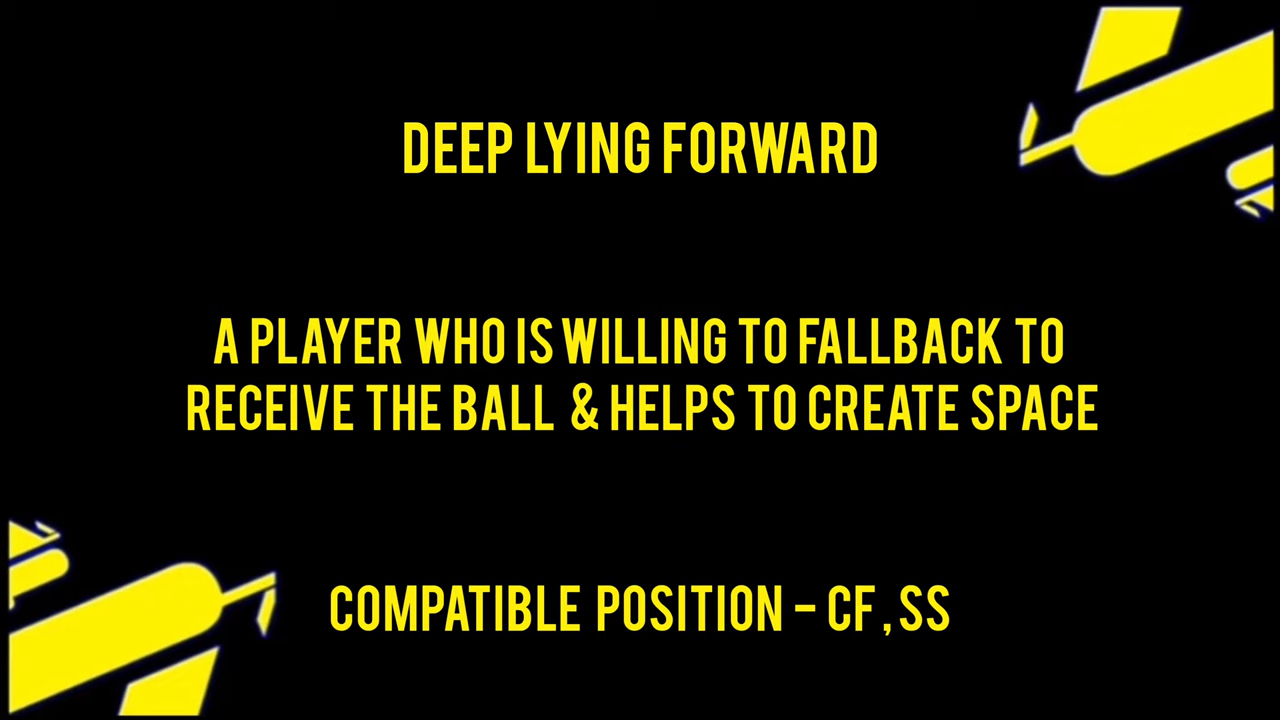 DEEP LYING FORWARD
A PLAYER WHO IS WILLING TO FALLBACK TO
RECEIVE THE BALL & HELPS TO CREATE SPACE
COMPATIBLE POSITION - CF, SS